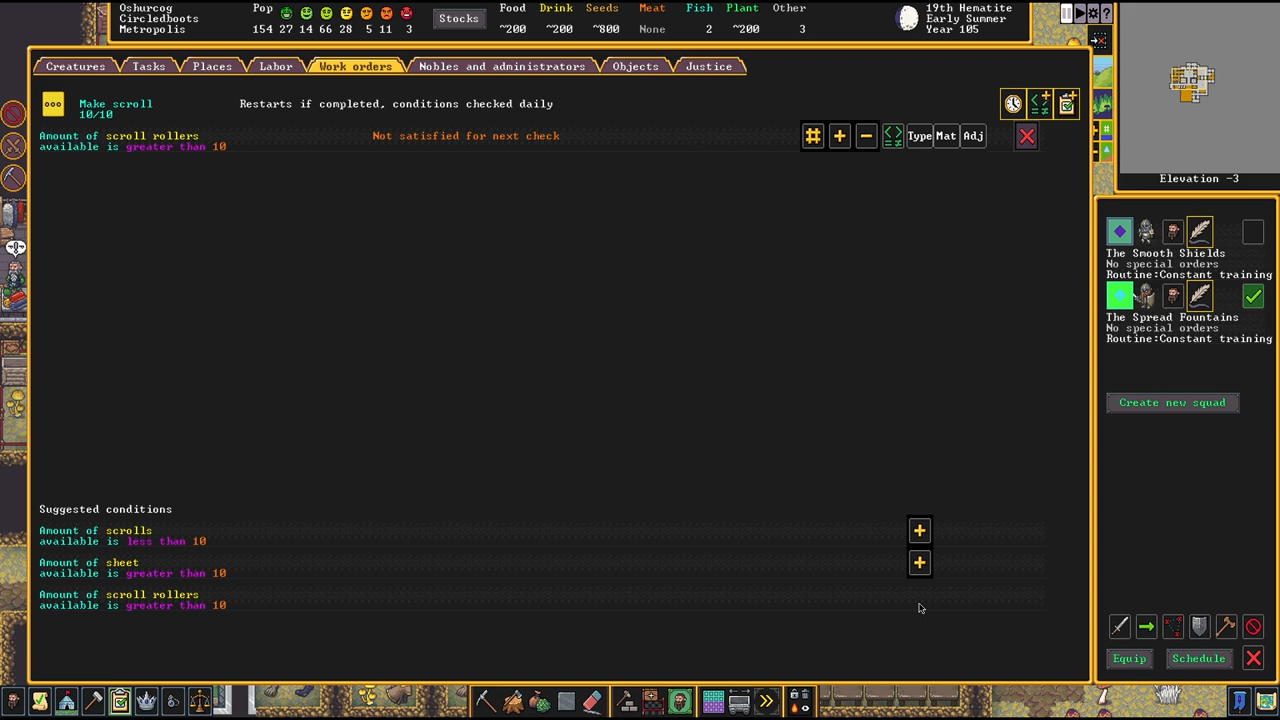 Oshurcog
Circledboots
Metropolis
Pop
154 27 14 66 28 5 11 3
Stocks
Food Drink Seeds Meat Fish Plant Other
~200 ~200 ~800 None 2 ~200 3
19th Hematite
Early Summer
Year 105
Creatures Tasks Places Labor Work orders Nobles and administrators Objects Justice
Make scroll
10/10
Restarts if completed, conditions checked daily
Amount of scroll rollers
available is greater than 10
Not satisfied for next check
Type Mat Adj
Suggested conditions
Amount of scrolls
available is less than 10
Amount of sheet
available is greater than 10
Amount of scroll rollers
available is greater than 10
Elevation -3
The Smooth Shields
No special orders
Routine:Constant training
The Spread Fountains
No special orders
Routine:Constant training
Create new squad
Equip Schedule